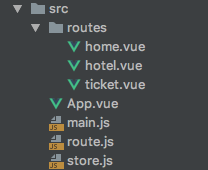 src
routes
home.vue
hotel.vue
ticket.vue
App.vue
main.js
route.js
store.js